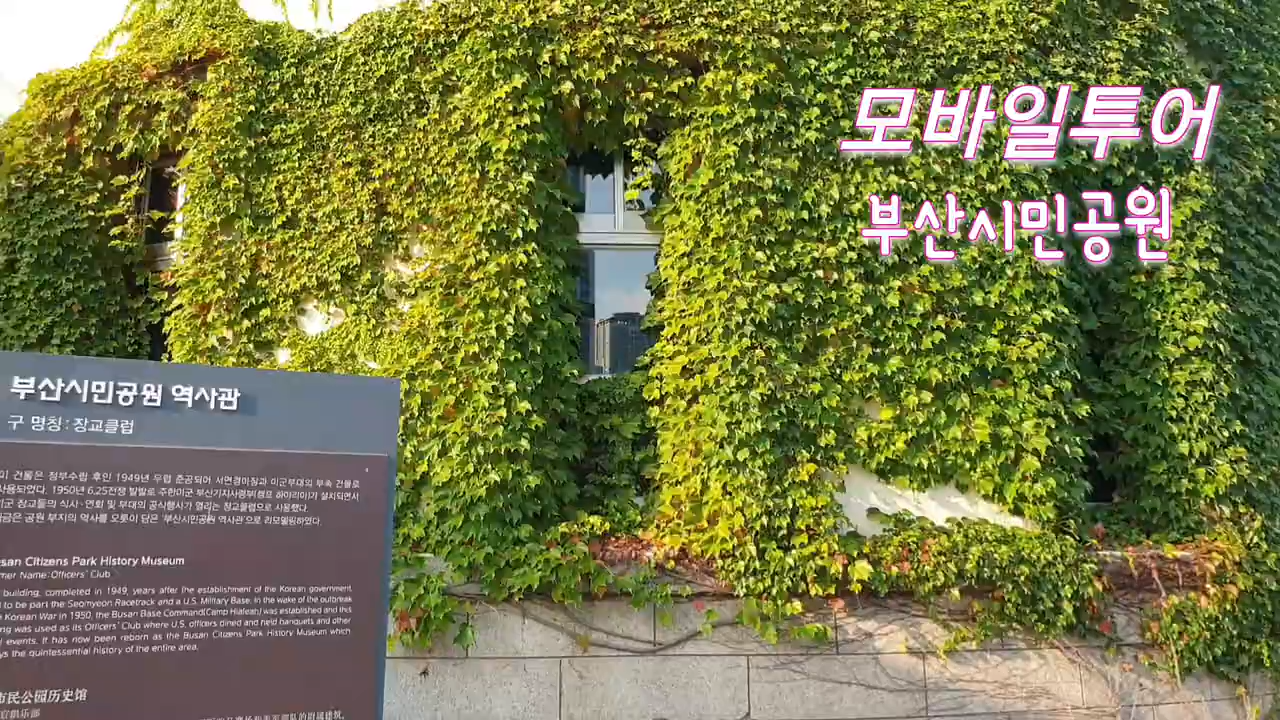 모바일투어
부산시민공원
부산시민공원 역사관
구 명칭:장교클럽
이 건물은 정부수립 후인 1949년 무렵 준공되어 서면경마장과 미군부대의 부속 건물로
사용되었다. 1950년 6.25전쟁 발발로 주한미군 부산기지사령부(캠프 하야리아)가 설치되면서
미군 장교들의 식사·연회 및 부대의 공식행사가 열리는 장교클럽으로 사용했다.
지금은 공원 부지의 역사를 오롯이 담은 '부산시민공원 역사관'으로 리모델링하였다.
san Citizens Park History Museum
mer Name: Officers' Club
building, completed in 1949, years after the establishment of the Korean government,
to be part the Seomyeon Racetrack and a U.S. Military Base. In the wake of the outbreak
Korean War in 1950, the Busan Base Command(Camp Hialeah) was established and this
ng was used as its Officers' Club where U.S. officers dined and held banquets and other
events. It has now been reborn as the Busan Citizens Park History Museum which
ys the quintessential history of the entire area.
市民公园历史馆
官俱乐部